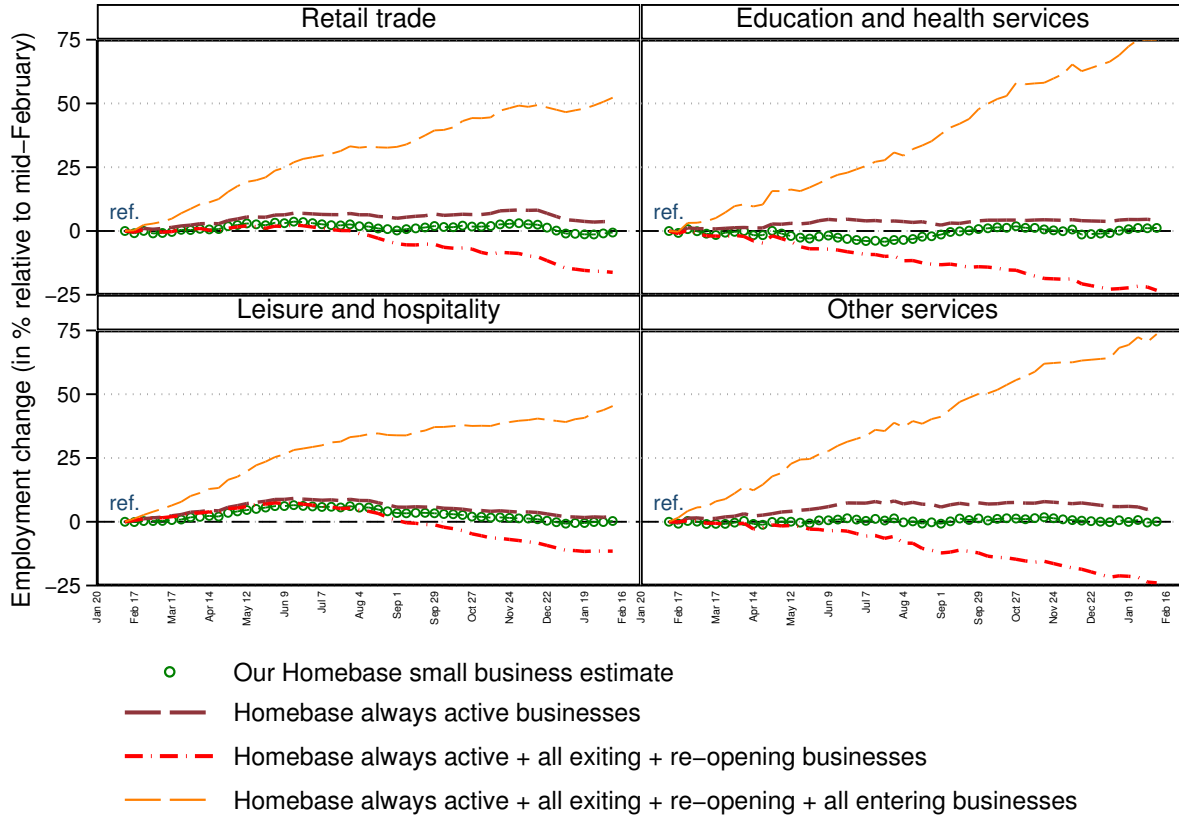 Retail trade
Education and health services
Employment change (in % relative to mid−February)
75
50
25
0
−25
ref.
ref.
Leisure and hospitality
Other services
75
50
25
0
−25
ref.
ref.
Jan 20 Feb 17 Mar 17 Apr 14 May 12 Jun 9 Jul 7 Aug 4 Sep 1 Sep 29 Oct 27 Nov 24 Dec 22 Jan 19 Feb 16
Jan 20 Feb 17 Mar 17 Apr 14 May 12 Jun 9 Jul 7 Aug 4 Sep 1 Sep 29 Oct 27 Nov 24 Dec 22 Jan 19 Feb 16
Our Homebase small business estimate
Homebase always active businesses
Homebase always active + all exiting + re−opening businesses
Homebase always active + all exiting + re−opening + all entering businesses